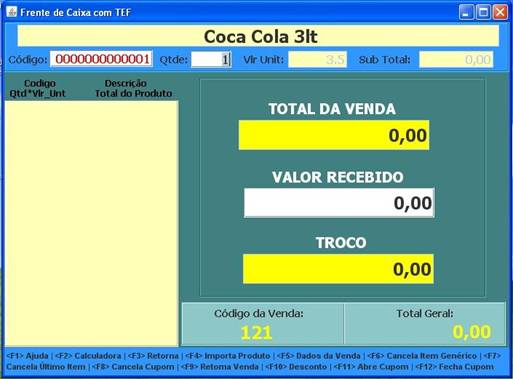 Frente de Caixa com TEF
Coca Cola 3lt
Código: 0000000000001 Qtde: 1 Vlr Unit: 3.5 Sub Total: 0,00
Codigo Descrição
Qtd*Vlr_Unt Total do Produto
TOTAL DA VENDA
0,00
VALOR RECEBIDO
0,00
TROCO
0,00
Código da Venda: Total Geral:
121 0,00
<F1> Ajuda | <F2> Calculadora | <F3> Retorna | <F4> Importa Produto | <F5> Dados da Venda | <F6> Cancela Item Genérico | <F7>
Cancela Último Item | <F8> Cancela Cupom | <F9> Retoma Venda | <F10> Desconto | <F11> Abre Cupom | <F12> Fecha Cupom